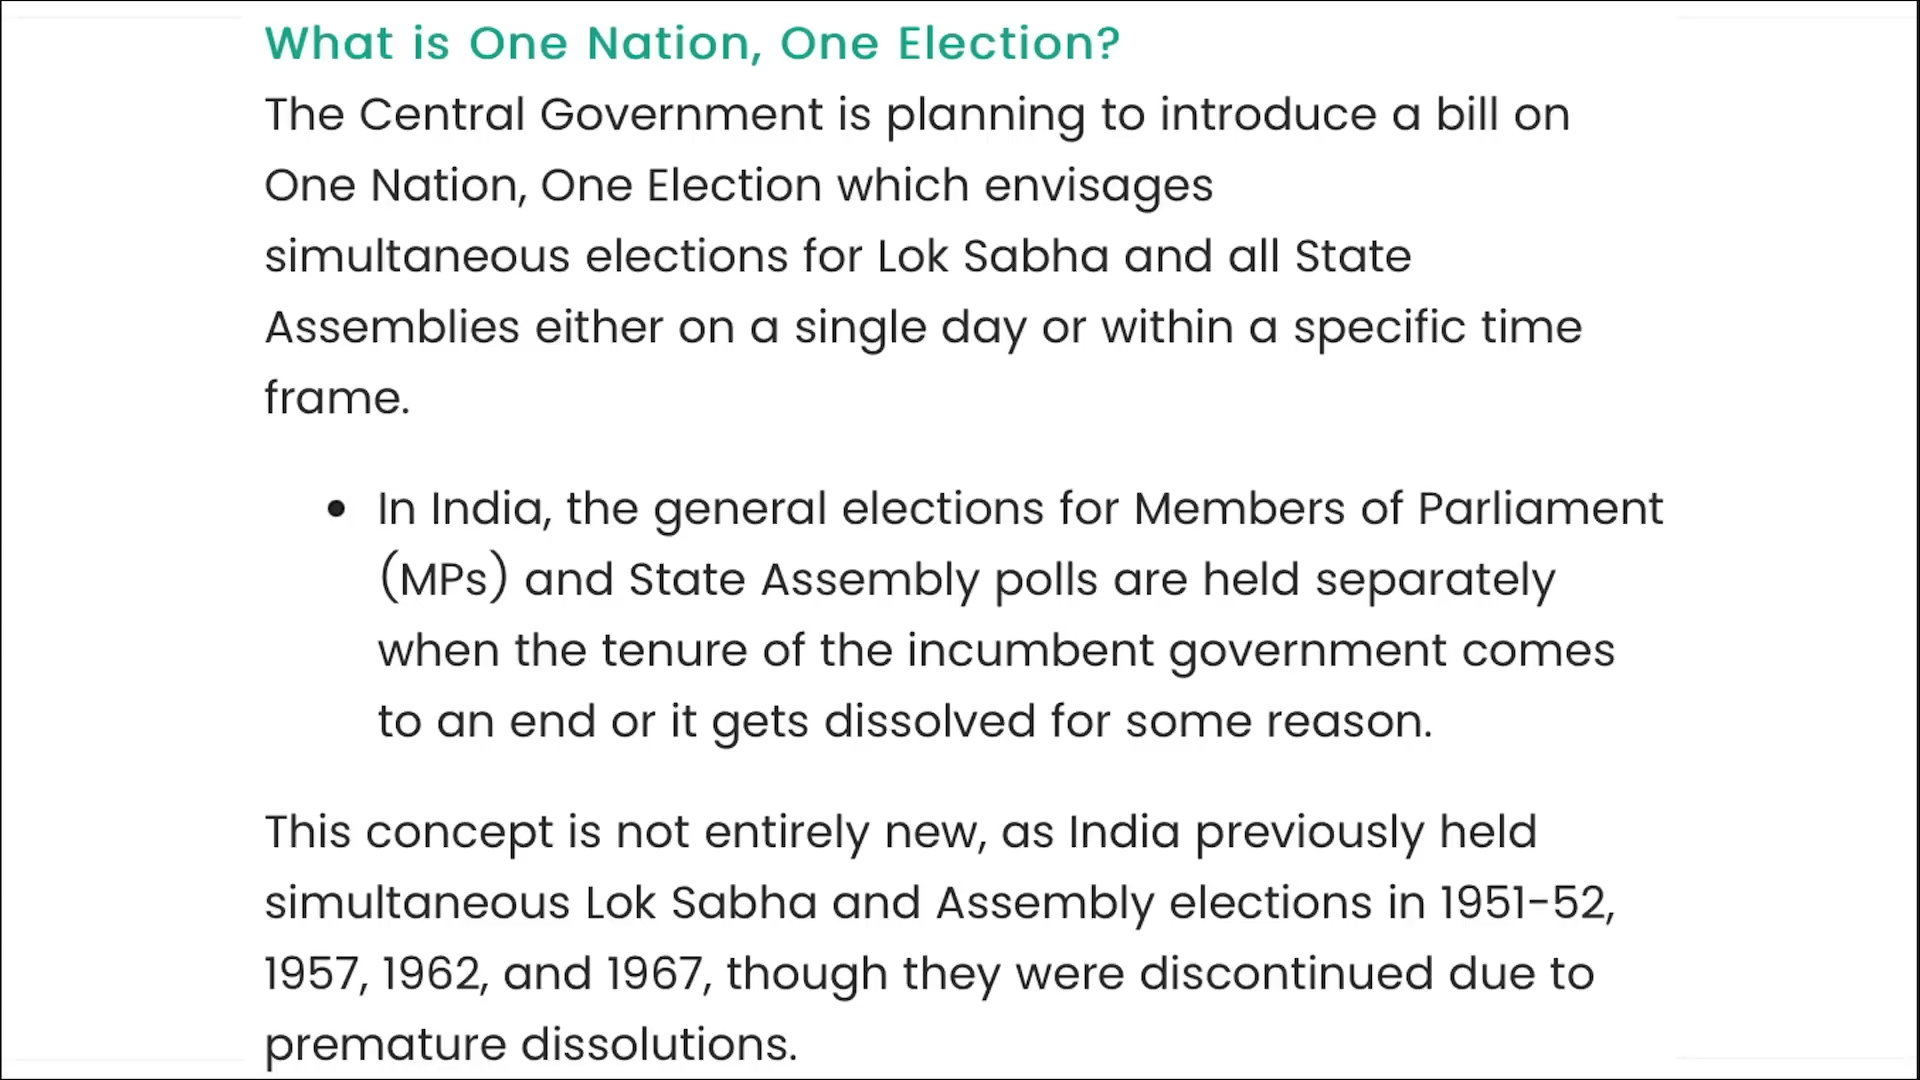 What is One Nation, One Election?
The Central Government is planning to introduce a bill on
One Nation, One Election which envisages
simultaneous elections for Lok Sabha and all State
Assemblies either on a single day or within a specific time
frame.
• In India, the general elections for Members of Parliament
(MPs) and State Assembly polls are held separately
when the tenure of the incumbent government comes
to an end or it gets dissolved for some reason.
This concept is not entirely new, as India previously held
simultaneous Lok Sabha and Assembly elections in 1951-52,
1957, 1962, and 1967, though they were discontinued due to
premature dissolutions.